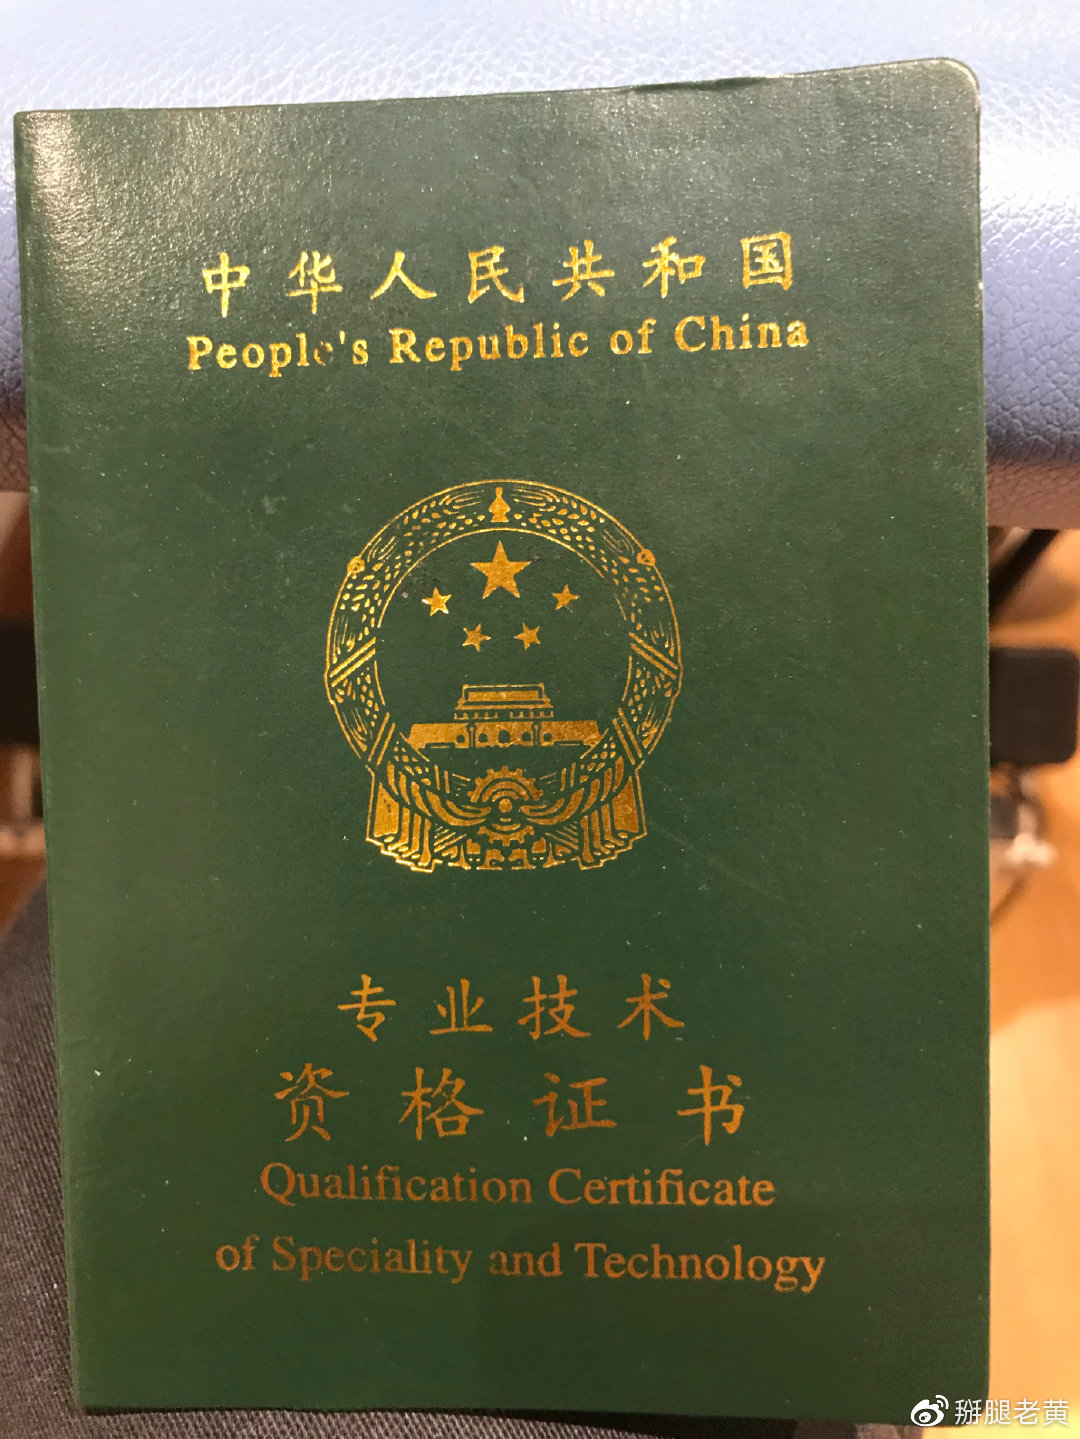 中华人民共和国
People's Republic of China
专业技术
资格证书
Qualification Certificate
of Speciality and Technology
掰腿老黄